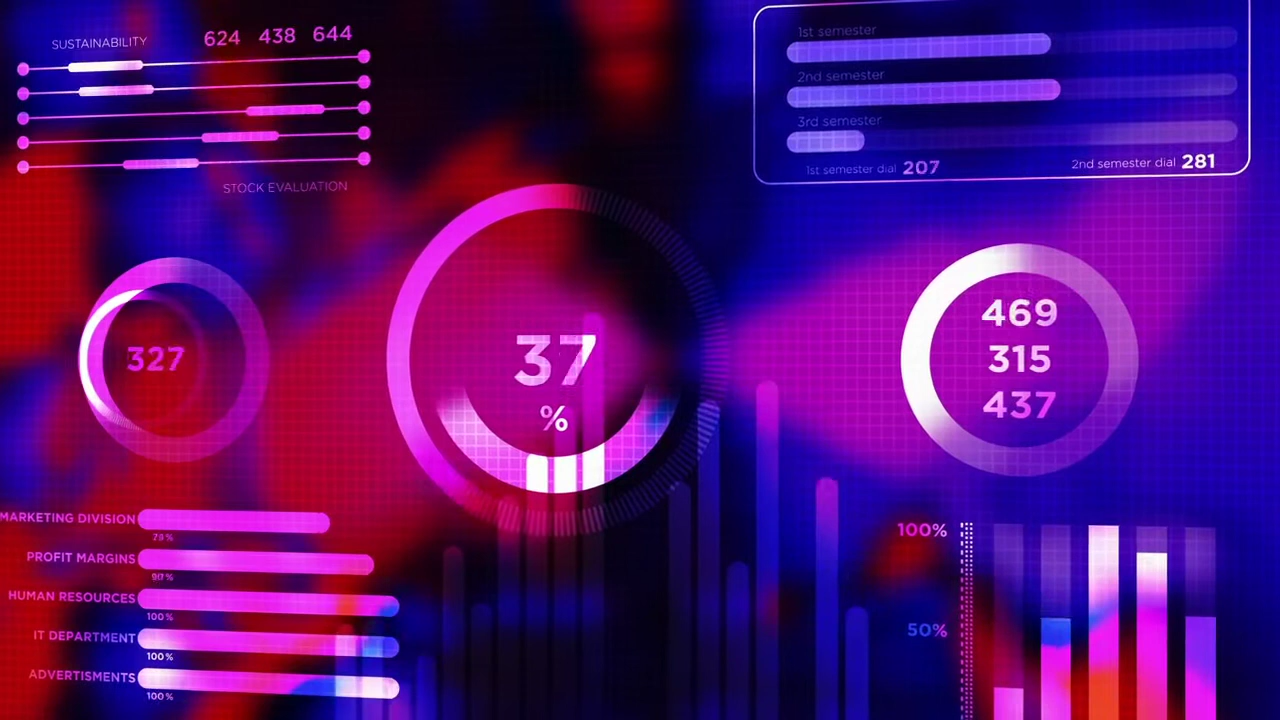 SUSTAINABILITY
624 438 644
STOCK EVALUATION
1st semester
2nd semester
3rd semester
1st semester dial 207
2nd semester dial 281
327
37
%
469
315
437
MARKETING DIVISION
PROFIT MARGINS
HUMAN RESOURCES
100%
IT DEPARTMENT
100%
ADVERTISMENTS
100%
100%
50%